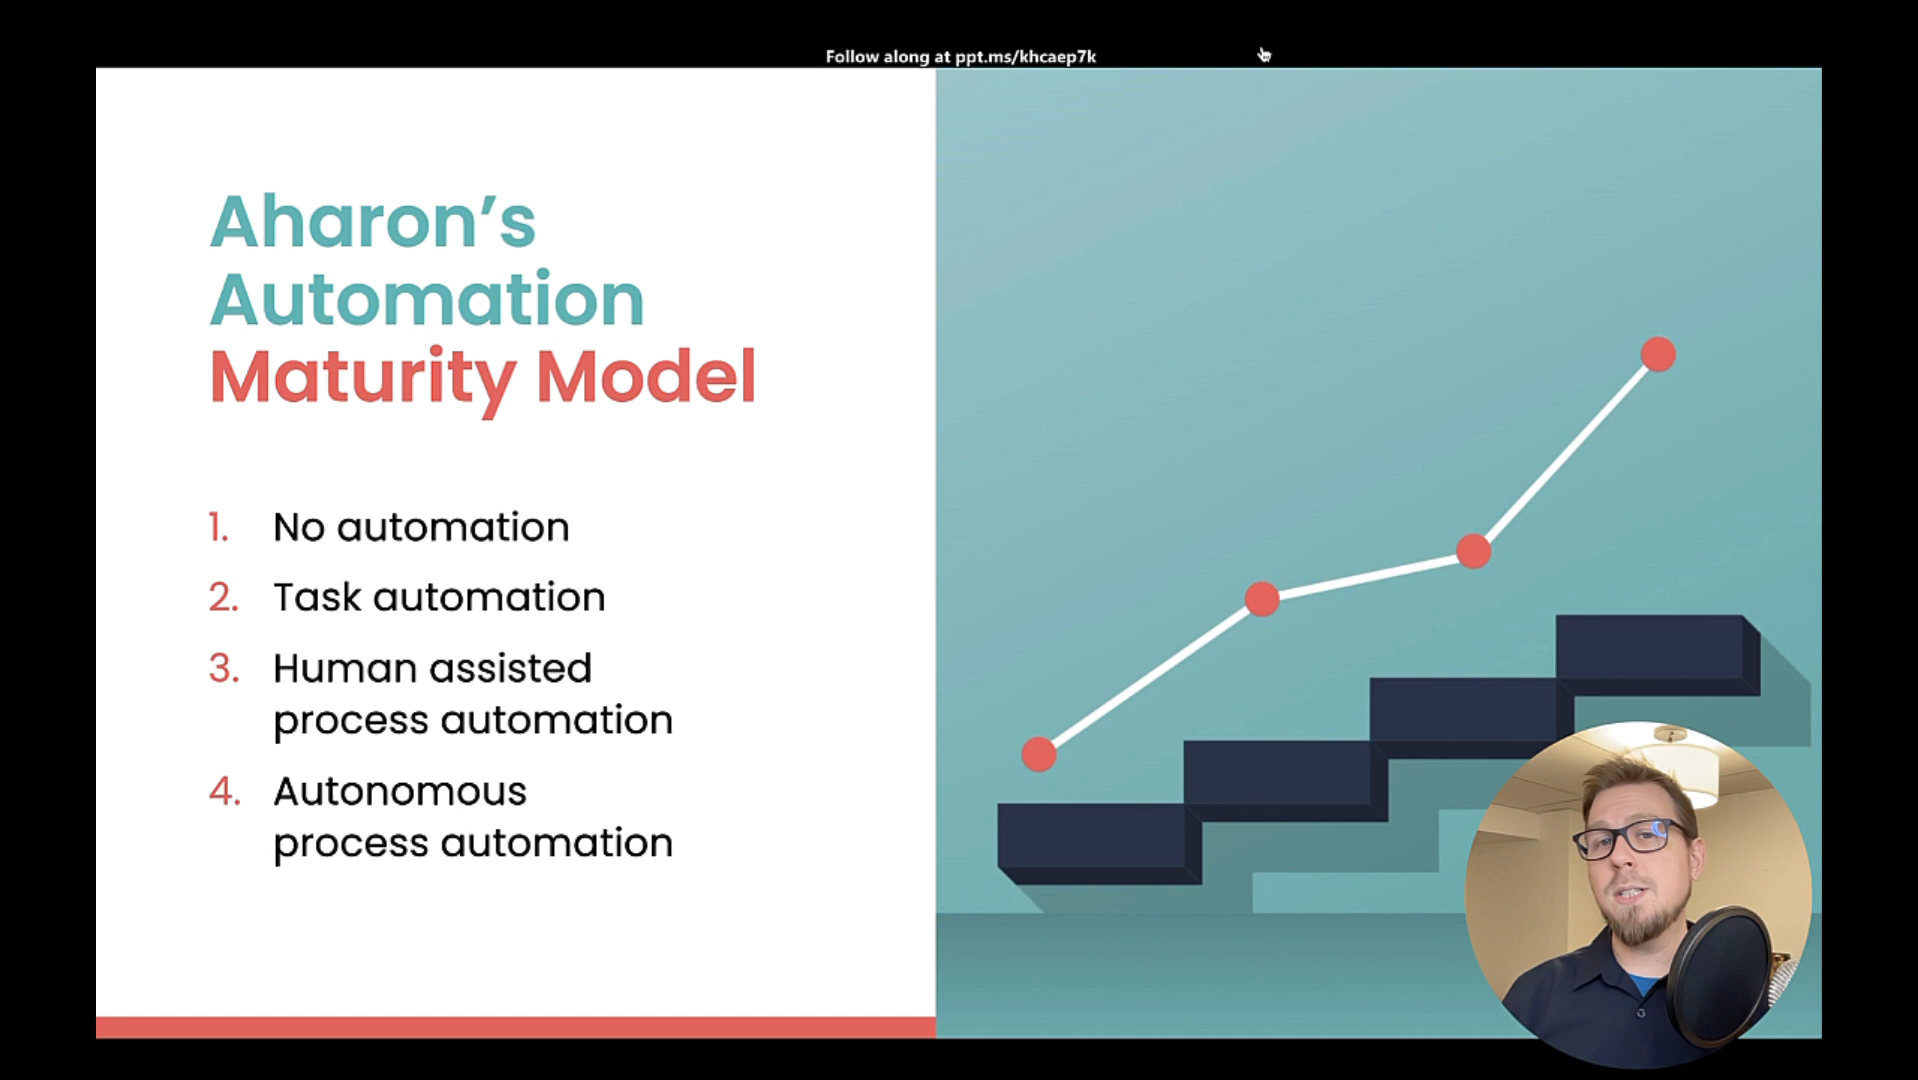 Follow along at ppt.ms/khcaep7k
Aharon’s
Automation
Maturity Model
1. No automation
2. Task automation
3. Human assisted
process automation
4. Autonomous
process automation